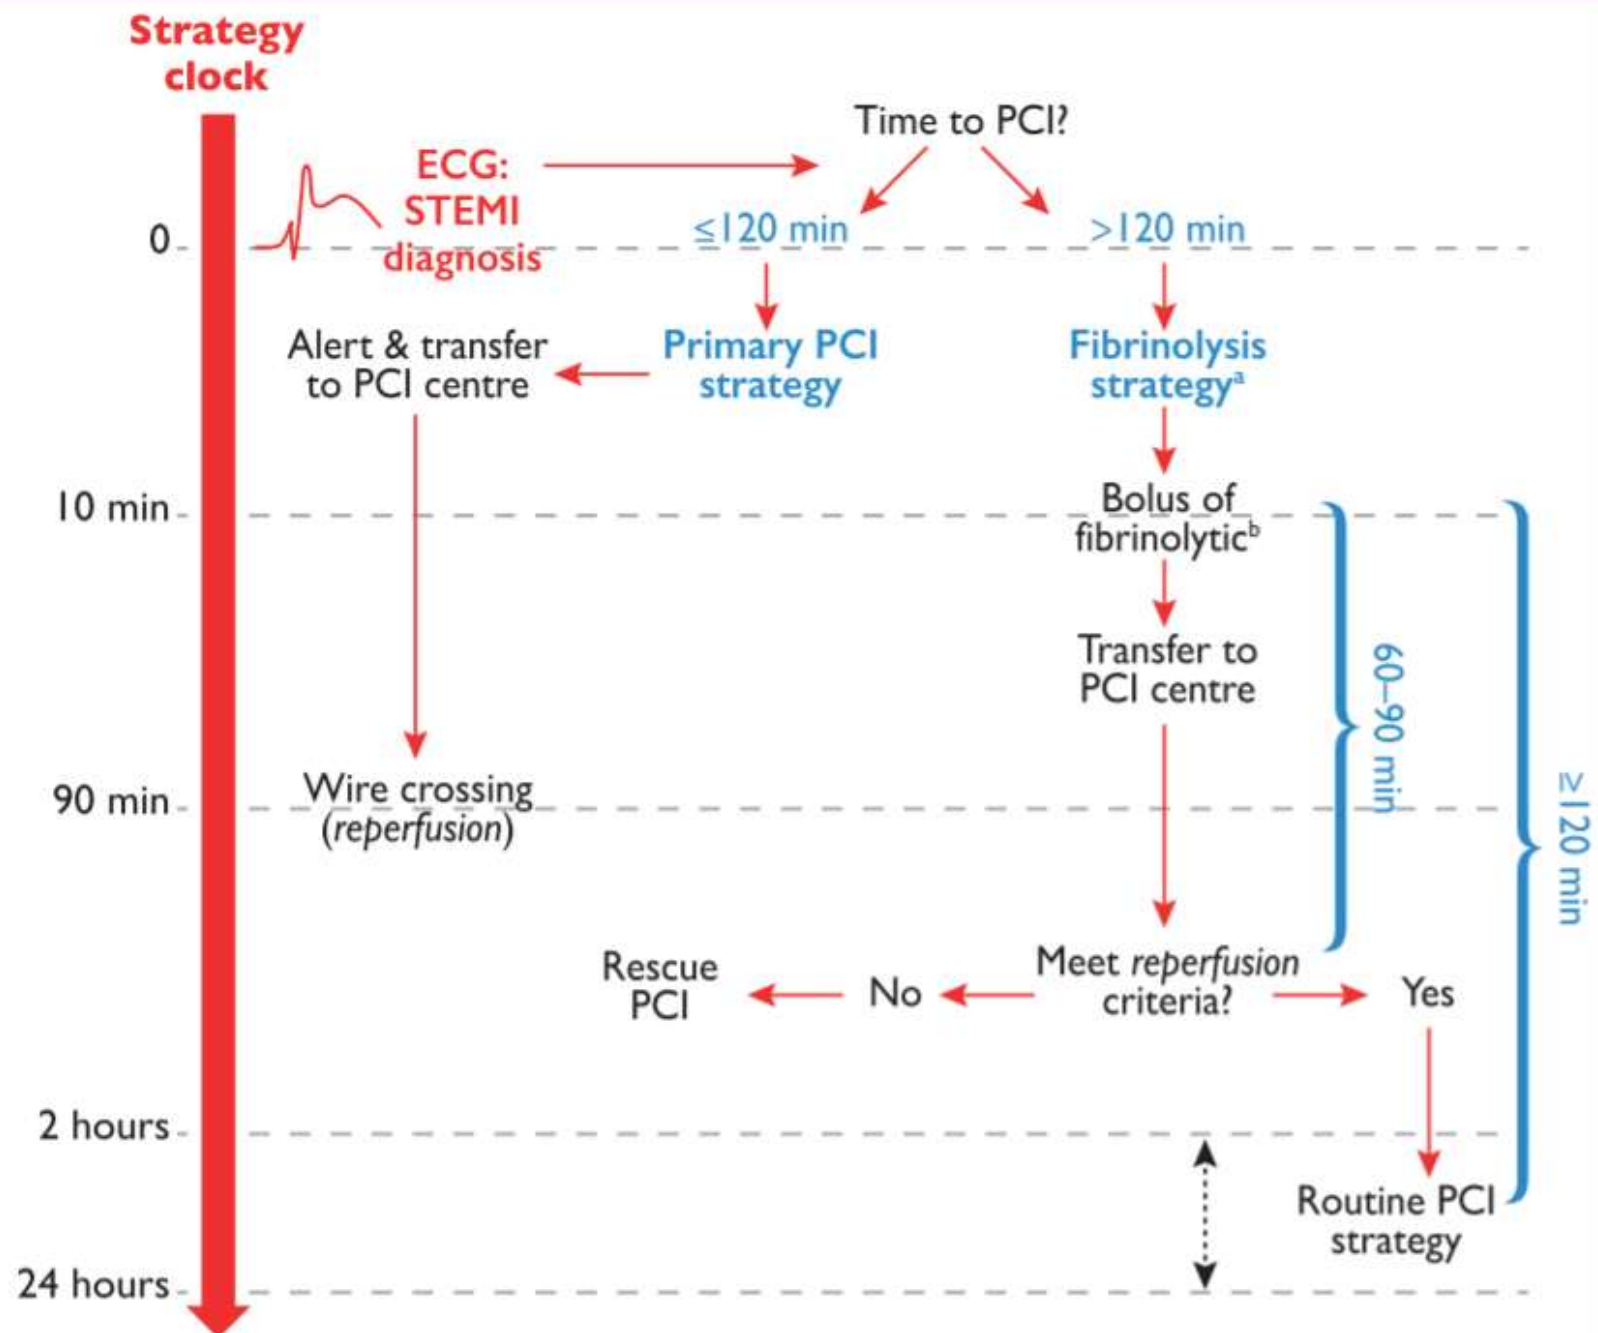 Strategy
clock
Time to PCI?
ECG:
STEMI
diagnosis
0
≤120 min
>120 min
Alert & transfer
to PCI centre
Primary PCI
strategy
Fibrinolysis
strategyᵃ
10 min
Bolus of
fibrinolyticᵇ
Transfer to
PCI centre
60–90 min
≥120 min
90 min
Wire crossing
(reperfusion)
Rescue
PCI
No
Meet reperfusion
criteria?
Yes
2 hours
Routine PCI
strategy
24 hours